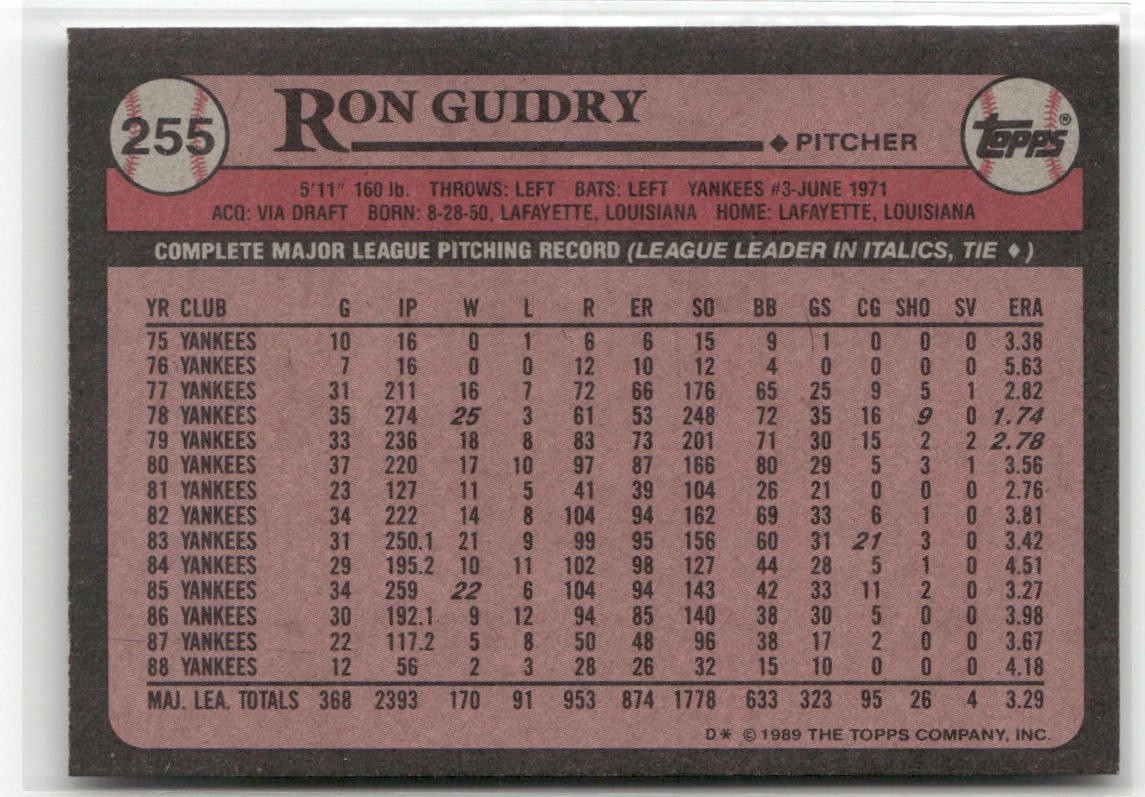 255
RON GUIDRY
◆ PITCHER
TOPPS®
5'11" 160 lb. THROWS: LEFT BATS: LEFT YANKEES #3-JUNE 1971
ACQ: VIA DRAFT BORN: 8-28-50, LAFAYETTE, LOUISIANA HOME: LAFAYETTE, LOUISIANA
COMPLETE MAJOR LEAGUE PITCHING RECORD (LEAGUE LEADER IN ITALICS, TIE ♦)
YR CLUB G IP W L R ER SO BB GS CG SHO SV ERA
75 YANKEES 10 16 0 1 6 6 15 9 1 0 0 0 3.38
76 YANKEES 7 16 0 0 12 10 12 4 0 0 0 0 5.63
77 YANKEES 31 211 16 7 72 66 176 65 25 9 5 1 2.82
78 YANKEES 35 274 25 3 61 53 248 72 35 16 9 0 1.74
79 YANKEES 33 236 18 8 83 73 201 71 30 15 2 2 2.78
80 YANKEES 37 220 17 10 97 87 166 80 29 5 3 1 3.56
81 YANKEES 23 127 11 5 41 39 104 26 21 0 0 0 2.76
82 YANKEES 34 222 14 8 104 94 162 69 33 6 1 0 3.81
83 YANKEES 31 250.1 21 9 99 95 156 60 31 21 3 0 3.42
84 YANKEES 29 195.2 10 11 102 98 127 44 28 5 1 0 4.51
85 YANKEES 34 259 22 6 104 94 143 42 33 11 2 0 3.27
86 YANKEES 30 192.1 9 12 94 85 140 38 30 5 0 0 3.98
87 YANKEES 22 117.2 5 8 50 48 96 38 17 2 0 0 3.67
88 YANKEES 12 56 2 3 28 26 32 15 10 0 0 0 4.18
MAJ. LEA. TOTALS 368 2393 170 91 953 874 1778 633 323 95 26 4 3.29
D* © 1989 THE TOPPS COMPANY, INC.